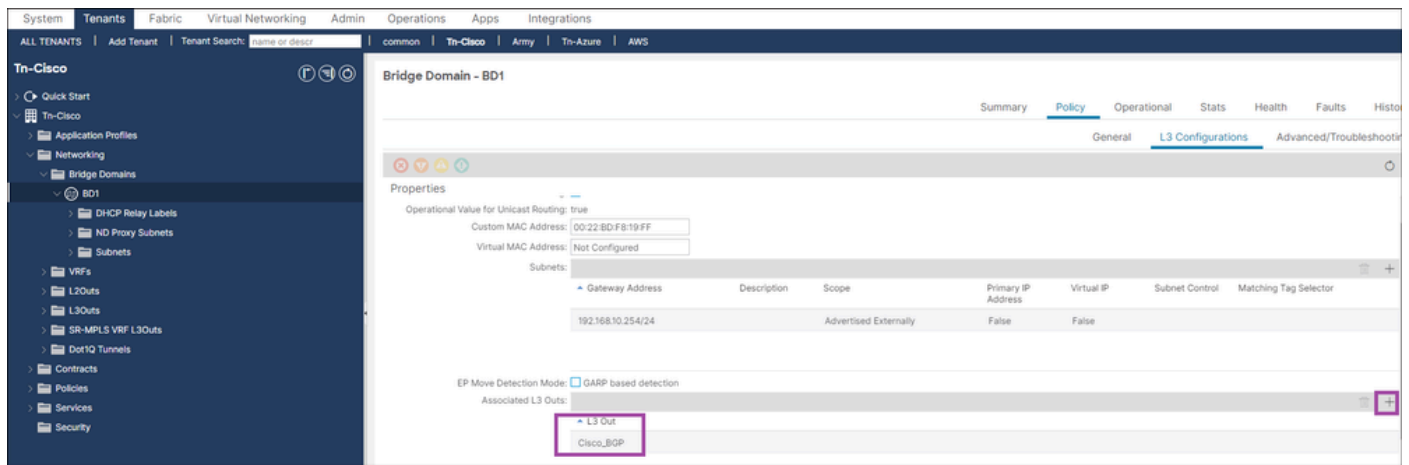 System Tenants Fabric Virtual Networking Admin Operations Apps Integrations
ALL TENANTS | Add Tenant | Tenant Search: name or descr | common | Tn-Cisco | Army | Tn-Azure | AWS
Tn-Cisco
Quick Start
Tn-Cisco
Application Profiles
Networking
Bridge Domains
BD1
DHCP Relay Labels
ND Proxy Subnets
Subnets
VRFs
L2Outs
L3Outs
SR-MPLS VRF L3Outs
Dot1Q Tunnels
Contracts
Policies
Services
Security
Bridge Domain - BD1
Summary Policy Operational Stats Health Faults Histo
General L3 Configurations Advanced/Troubleshootin
Properties
Operational Value for Unicast Routing: true
Custom MAC Address: 00:22:BD:F8:19:FF
Virtual MAC Address: Not Configured
Subnets:
Gateway Address Description Scope Primary IP Address Virtual IP Subnet Control Matching Tag Selector
192.168.10.254/24 Advertised Externally False False
EP Move Detection Mode: GARP based detection
Associated L3 Outs:
L3 Out
Cisco_BGP